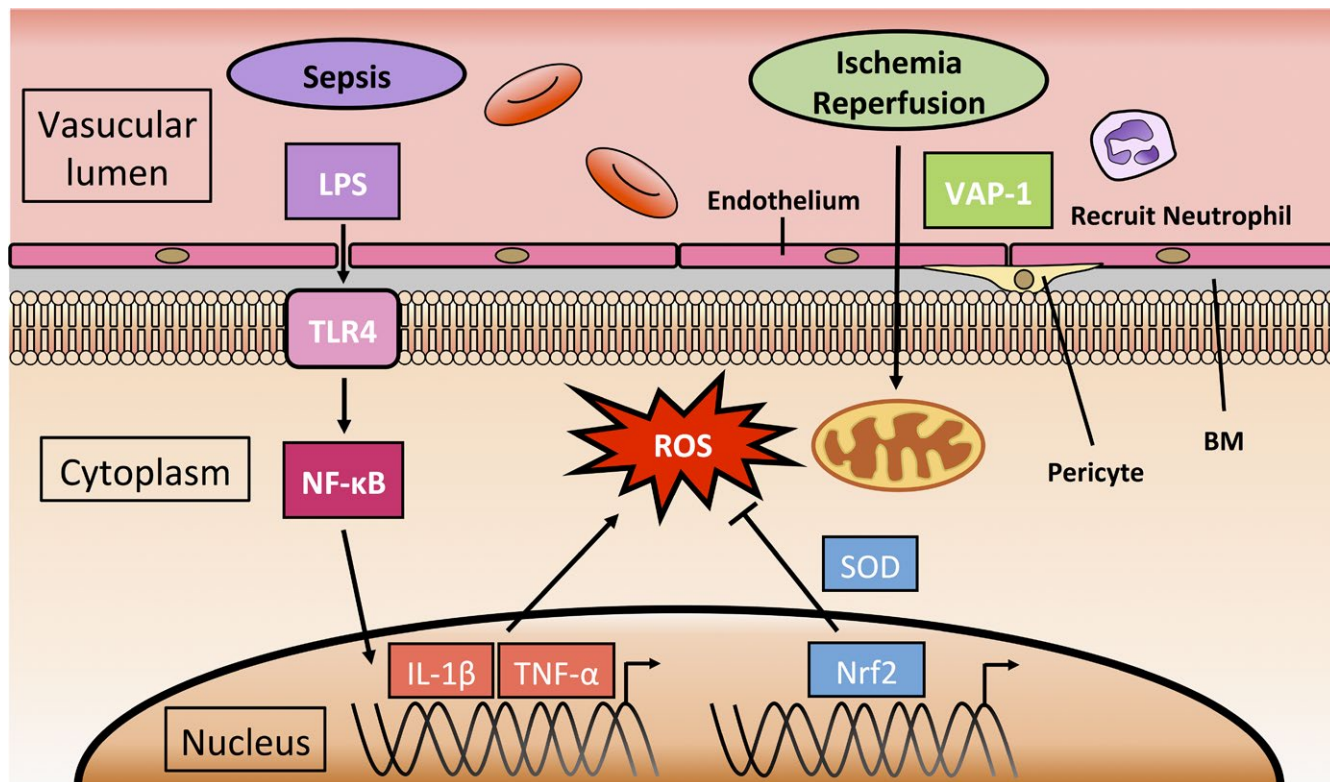 Sepsis
Ischemia
Reperfusion
Vasucular
lumen
LPS
VAP-1
Endothelium
Recruit Neutrophil
TLR4
ROS
BM
Cytoplasm
NF-κB
Pericyte
SOD
IL-1β
TNF-α
Nrf2
Nucleus